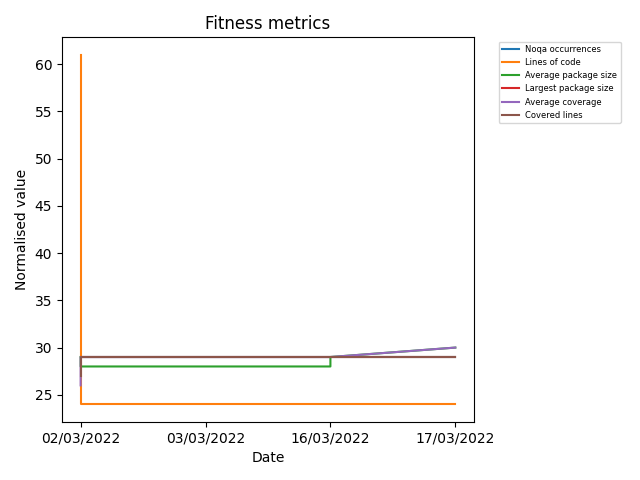 Fitness metrics
Noqa occurrences
Lines of code
Average package size
Largest package size
Average coverage
Covered lines
Normalised value
60
55
50
45
40
35
30
25
02/03/2022
03/03/2022
16/03/2022
17/03/2022
Date